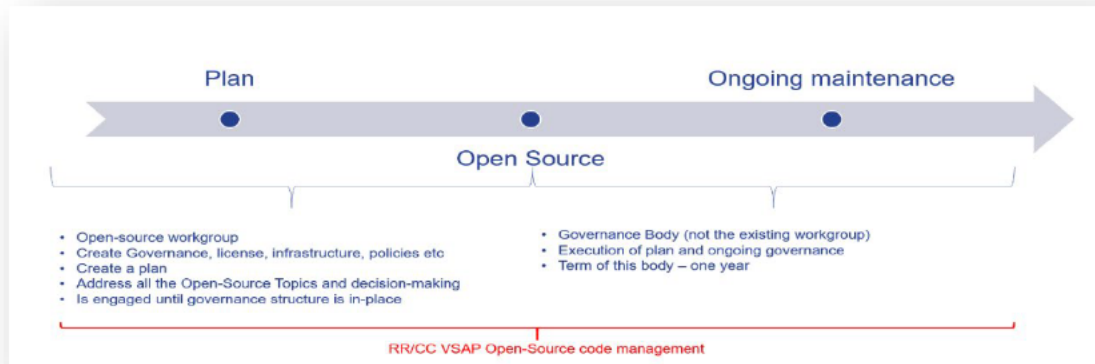 Plan
Ongoing maintenance
Open Source
• Open-source workgroup
• Create Governance, license, infrastructure, policies etc
• Create a plan
• Address all the Open-Source Topics and decision-making
• Is engaged until governance structure is in-place
• Governance Body (not the existing workgroup)
• Execution of plan and ongoing governance
• Term of this body – one year
RR/CC VSAP Open-Source code management